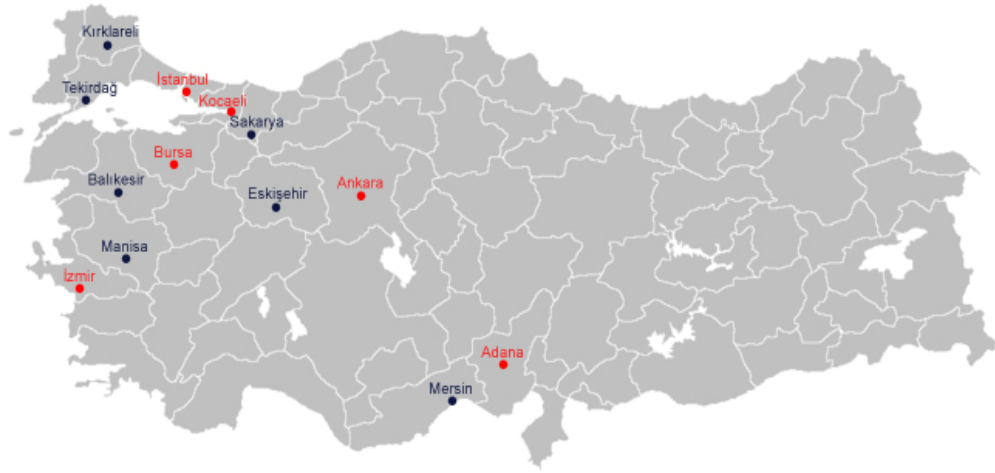 Kırklareli
İstanbul
Tekirdağ
Kocaeli
Sakarya
Bursa
Balıkesir
Eskişehir
Ankara
Manisa
İzmir
Adana
Mersin